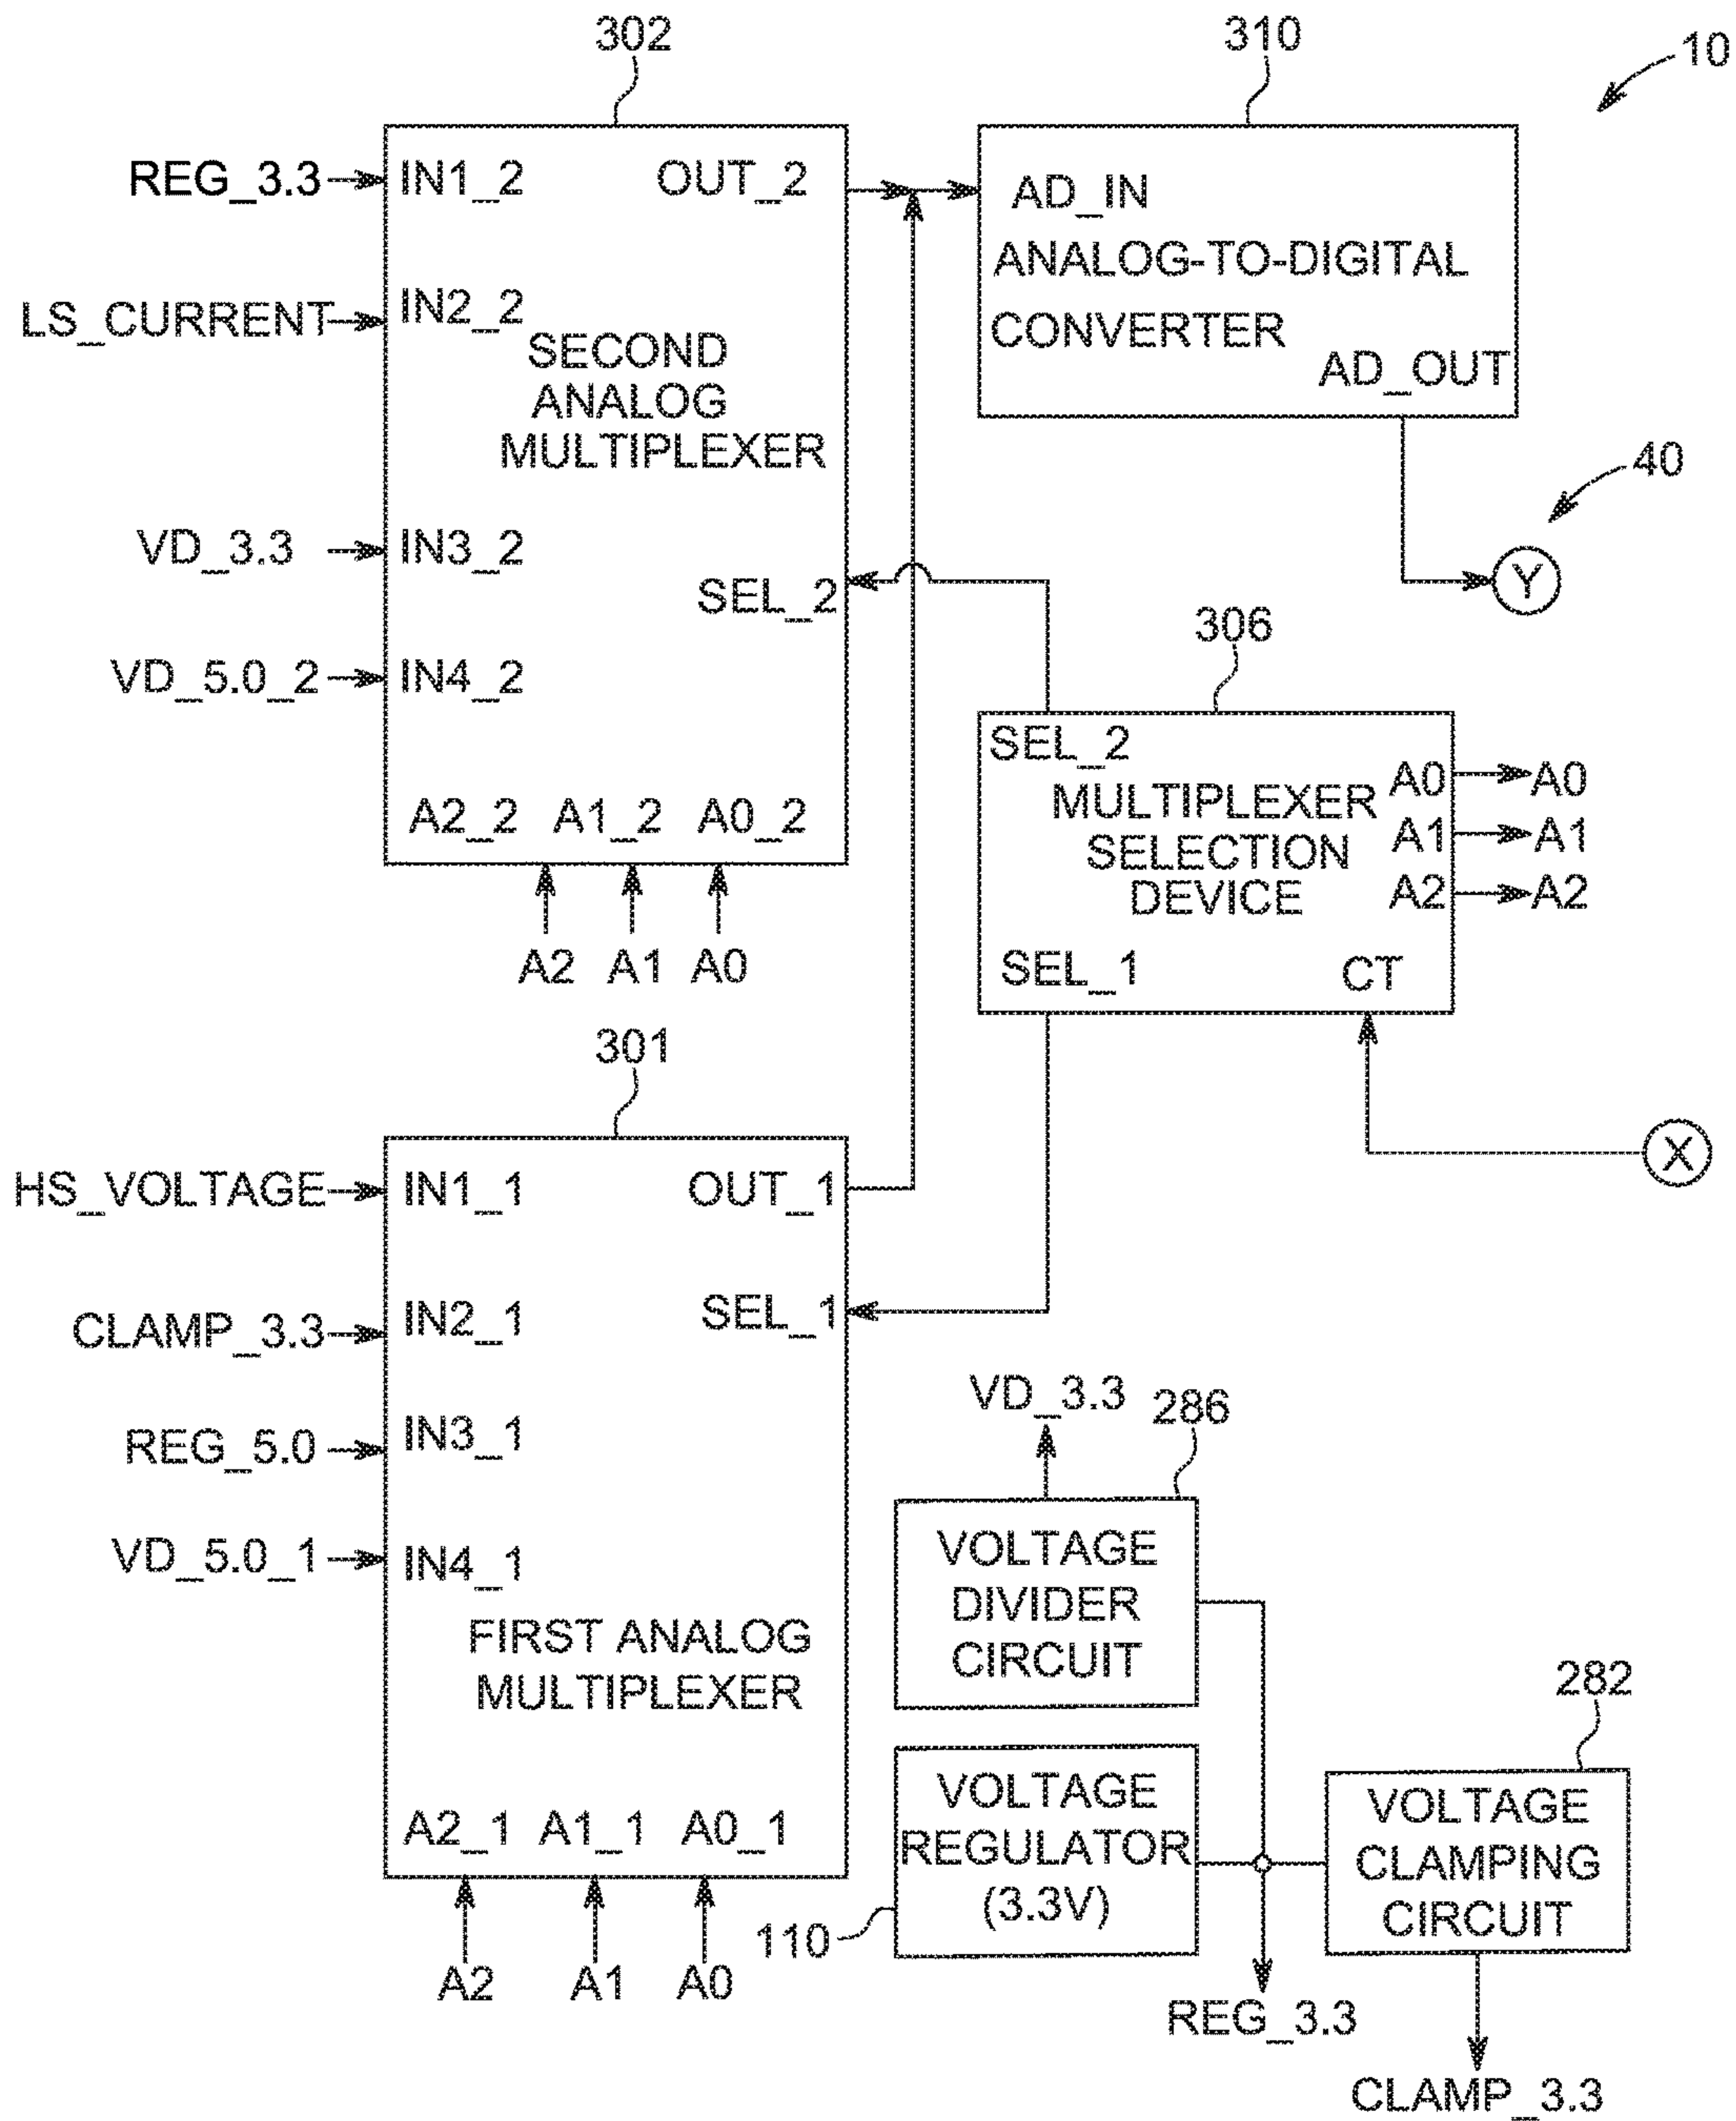 302
310
10
REG_3.3
IN1_2
OUT_2
AD_IN
ANALOG-TO-DIGITAL
CONVERTER
AD_OUT
LS_CURRENT
IN2_2
SECOND
ANALOG
MULTIPLEXER
40
VD_3.3
IN3_2
SEL_2
Y
306
VD_5.0_2
IN4_2
SEL_2
MULTIPLEXER
SELECTION
DEVICE
A0
A0
A1
A1
A2
A2
SEL_1
CT
A2_2
A1_2
A0_2
A2
A1
A0
301
X
HS_VOLTAGE
IN1_1
OUT_1
CLAMP_3.3
IN2_1
SEL_1
REG_5.0
IN3_1
VD_5.0_1
IN4_1
FIRST ANALOG
MULTIPLEXER
A2_1
A1_1
A0_1
A2
A1
A0
VD_3.3
286
VOLTAGE
DIVIDER
CIRCUIT
282
VOLTAGE
REGULATOR
(3.3V)
110
VOLTAGE
CLAMPING
CIRCUIT
REG_3.3
CLAMP_3.3